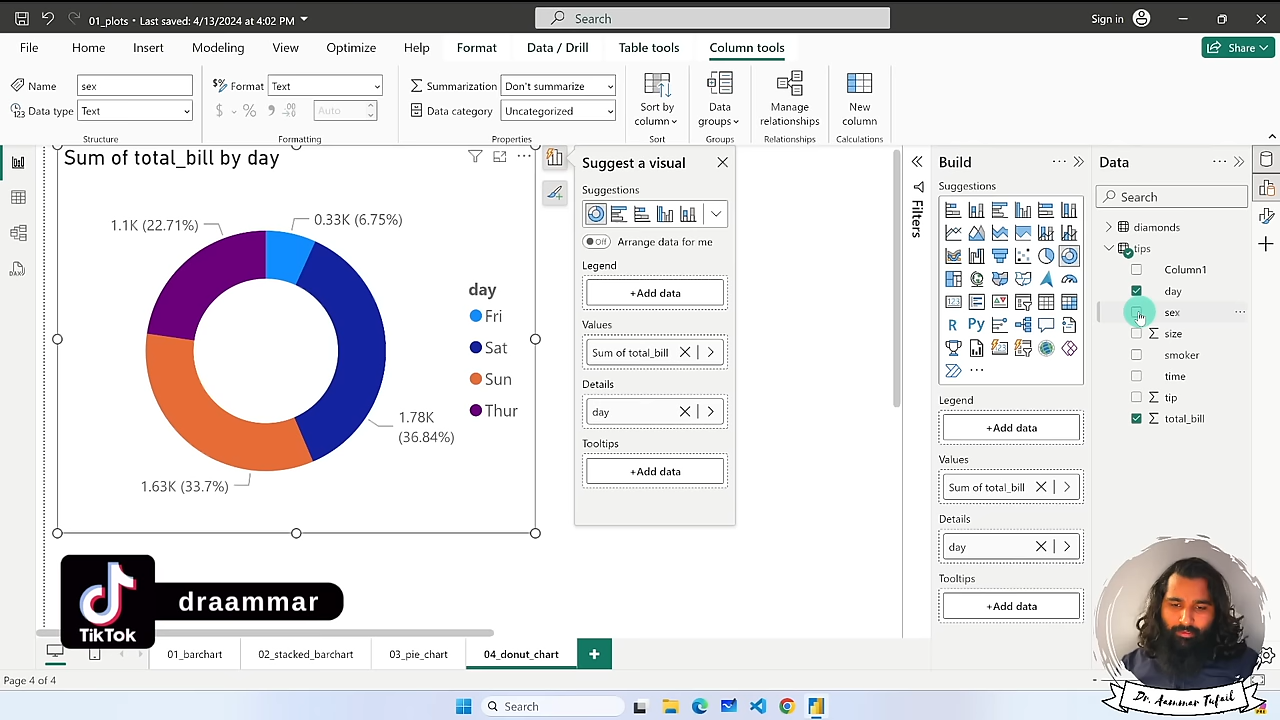 01_plots • Last saved: 4/13/2024 at 4:02 PM
Search
Sign in
File Home Insert Modeling View Optimize Help Format Data / Drill Table tools Column tools
Share
Name sex
Format Text
Summarization Don't summarize
Data type Text
$ % Auto
Data category Uncategorized
Sort by column
Data groups
Manage relationships
New column
Structure Formatting Properties Sort Groups Relationships Calculations
Sum of total_bill by day
1.1K (22.71%)
0.33K (6.75%)
1.78K
(36.84%)
1.63K (33.7%)
day
Fri
Sat
Sun
Thur
Suggest a visual
Suggestions
Off Arrange data for me
Legend
+Add data
Values
Sum of total_bill
Details
day
Tooltips
+Add data
Filters
Build
Suggestions
R Py
Legend
+Add data
Values
Sum of total_bill
Details
day
Tooltips
+Add data
Data
Search
diamonds
tips
Column1
day
sex
size
smoker
time
tip
total_bill
TikTok
draammar
01_barchart 02_stacked_barchart 03_pie_chart 04_donut_chart
Page 4 of 4
Search
Dr. Aammar Tufail